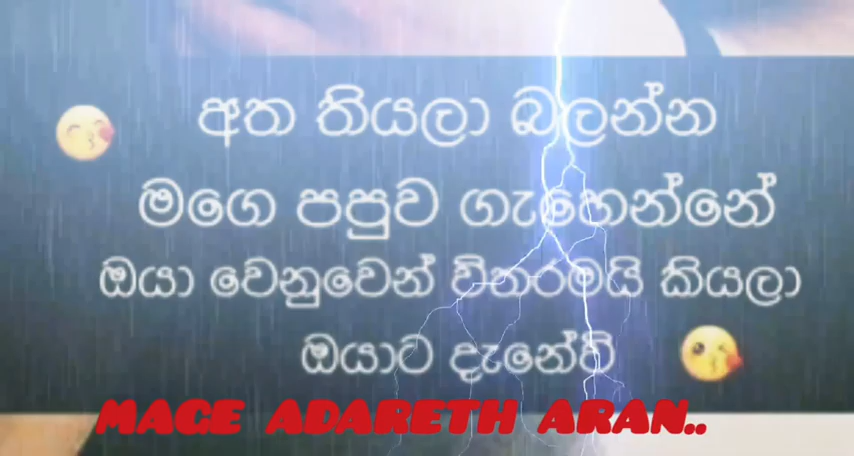 අත තියලා බලන්න
මගෙ පපුව ගැහෙන්නේ
ඔයා වෙනුවෙන් විතරමයි කියලා
ඔයාට දැනේවි
MAGE ADARETH ARAN..